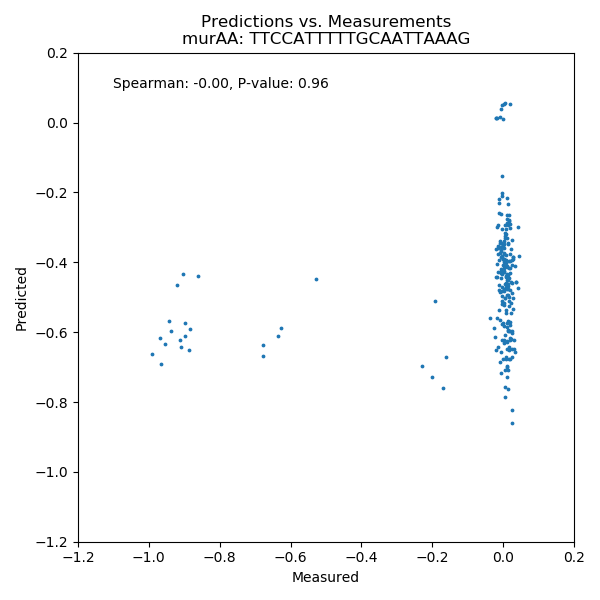 Predictions vs. Measurements
murAA: TTCCATTTTTGCAATTAAAG
Spearman: -0.00, P-value: 0.96
0.2
0.0
−0.2
−0.4
−0.6
−0.8
−1.0
−1.2
Predicted
−1.2 −1.0 −0.8 −0.6 −0.4 −0.2 0.0 0.2
Measured